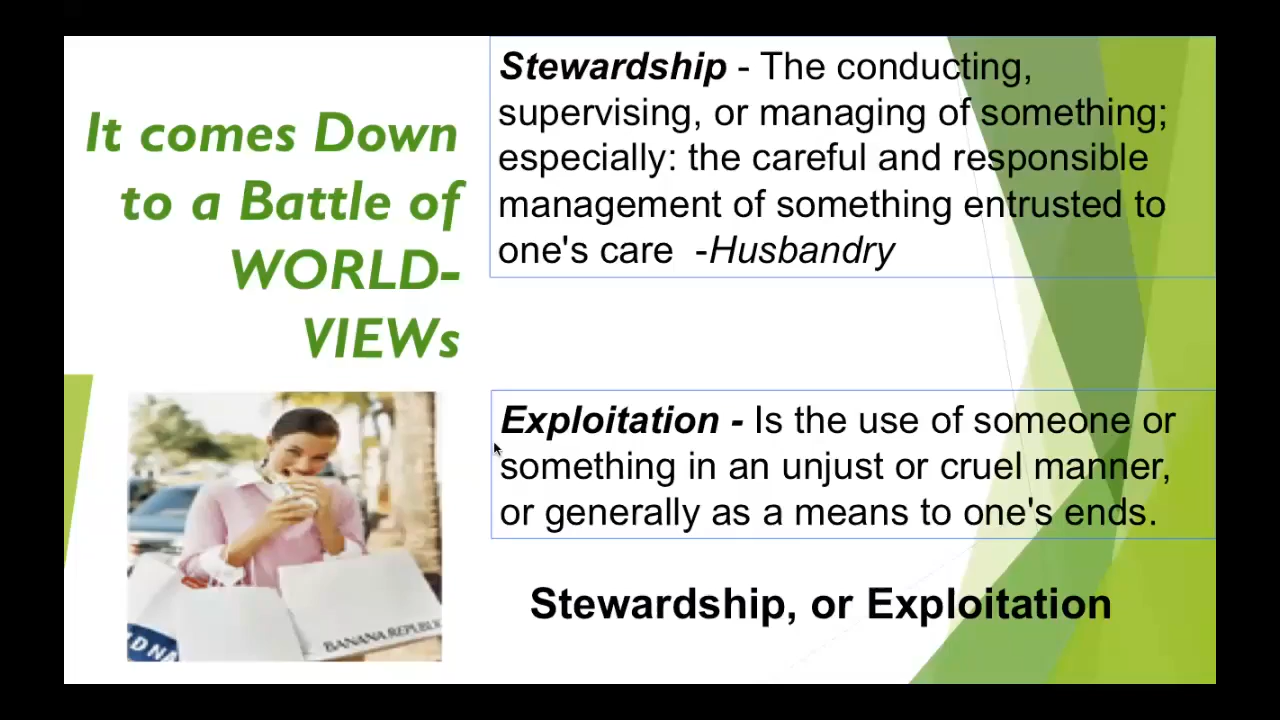 It comes Down
to a Battle of
WORLD-
VIEWs
Stewardship - The conducting,
supervising, or managing of something;
especially: the careful and responsible
management of something entrusted to
one's care -Husbandry
Exploitation - Is the use of someone or
something in an unjust or cruel manner,
or generally as a means to one's ends.
Stewardship, or Exploitation
BANANA REPUBLI